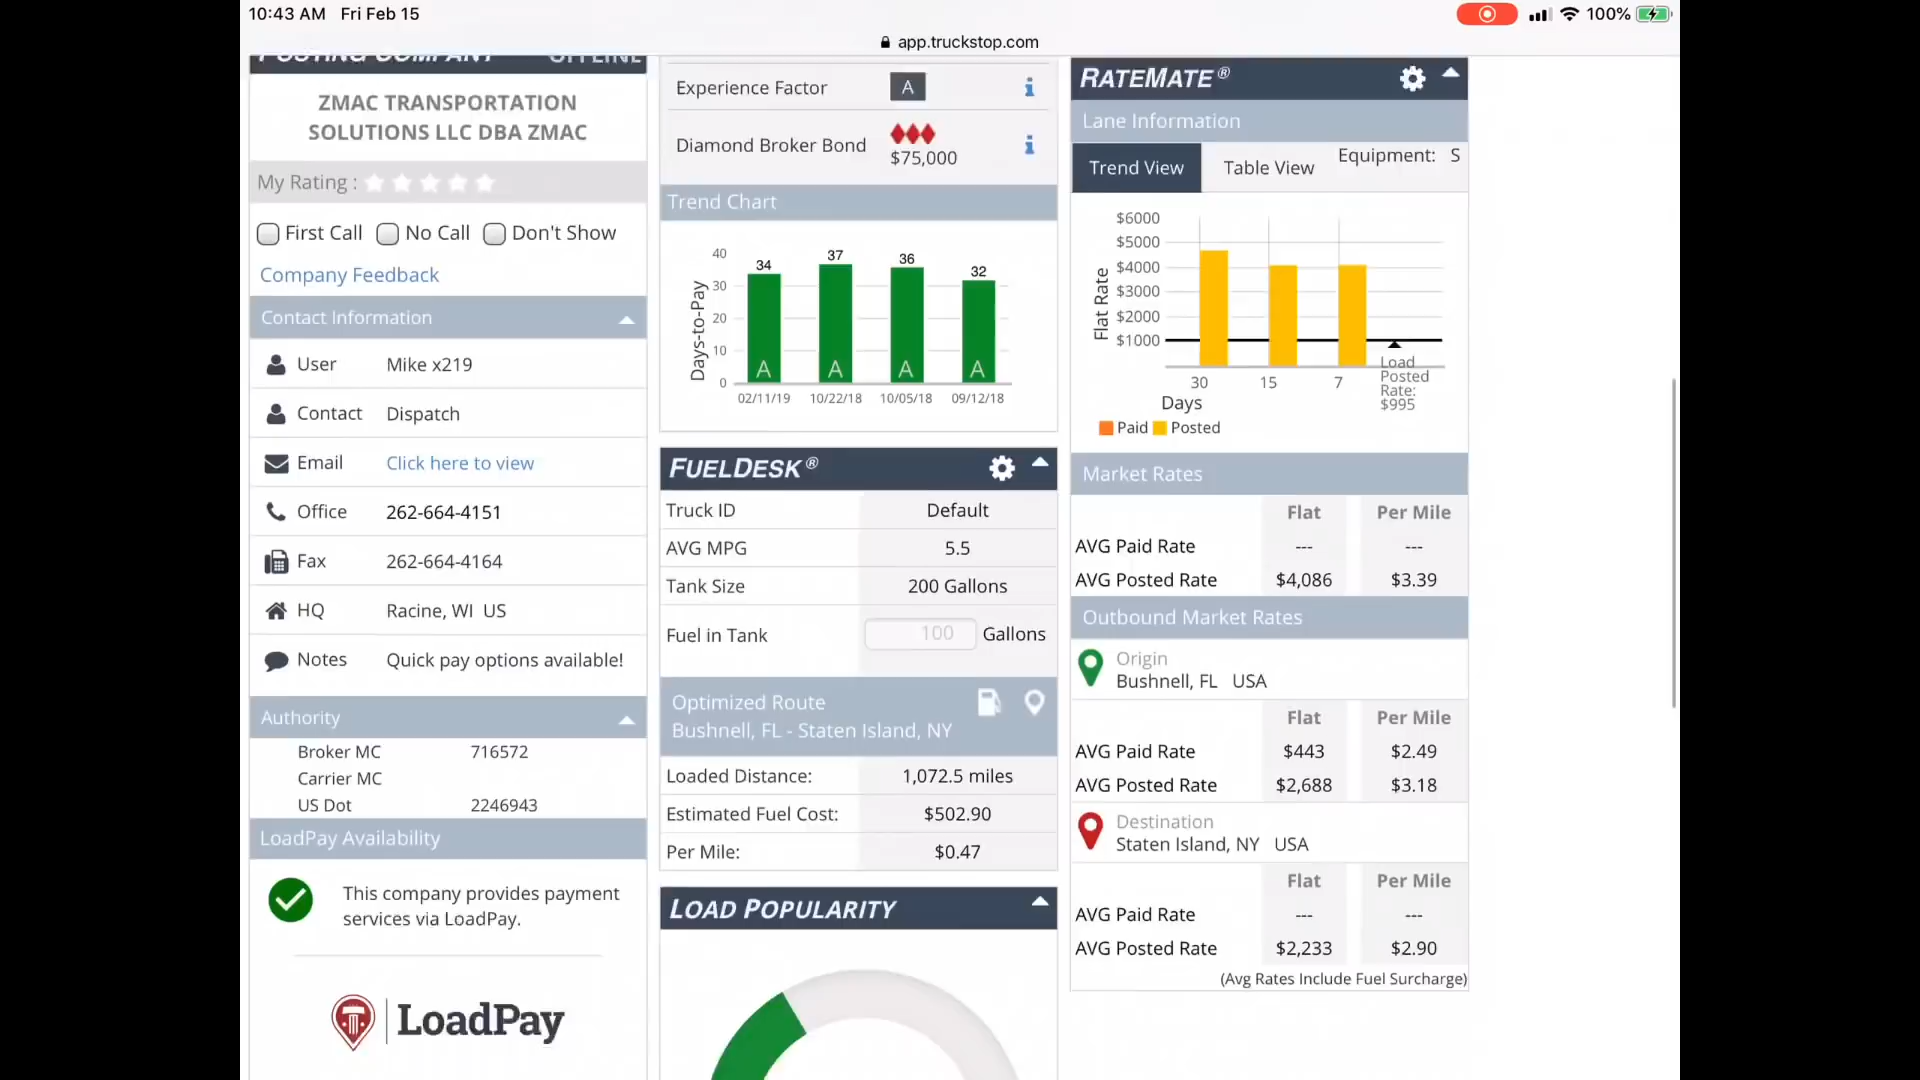 10:43 AM Fri Feb 15
100%
app.truckstop.com
POSTING COMPANY OFFLINE
ZMAC TRANSPORTATION
SOLUTIONS LLC DBA ZMAC
My Rating :
First Call No Call Don't Show
Company Feedback
Contact Information
User Mike x219
Contact Dispatch
Email Click here to view
Office 262-664-4151
Fax 262-664-4164
HQ Racine, WI US
Notes Quick pay options available!
Authority
Broker MC 716572
Carrier MC
US Dot 2246943
LoadPay Availability
This company provides payment
services via LoadPay.
LoadPay
Experience Factor A i
Diamond Broker Bond $75,000 i
Trend Chart
Days-to-Pay
40
30
20
10
0
34 37 36 32
A A A A
02/11/19 10/22/18 10/05/18 09/12/18
FUELDESK®
Truck ID Default
AVG MPG 5.5
Tank Size 200 Gallons
Fuel in Tank 100 Gallons
Optimized Route
Bushnell, FL - Staten Island, NY
Loaded Distance: 1,072.5 miles
Estimated Fuel Cost: $502.90
Per Mile: $0.47
LOAD POPULARITY
RATEMATE®
Lane Information
Trend View Table View Equipment: S
Flat Rate
$6000
$5000
$4000
$3000
$2000
$1000
30 15 7
Load
Posted
Rate:
$995
Days
Paid Posted
Market Rates
Flat Per Mile
AVG Paid Rate --- ---
AVG Posted Rate $4,086 $3.39
Outbound Market Rates
Origin
Bushnell, FL USA
Flat Per Mile
AVG Paid Rate $443 $2.49
AVG Posted Rate $2,688 $3.18
Destination
Staten Island, NY USA
Flat Per Mile
AVG Paid Rate --- ---
AVG Posted Rate $2,233 $2.90
(Avg Rates Include Fuel Surcharge)